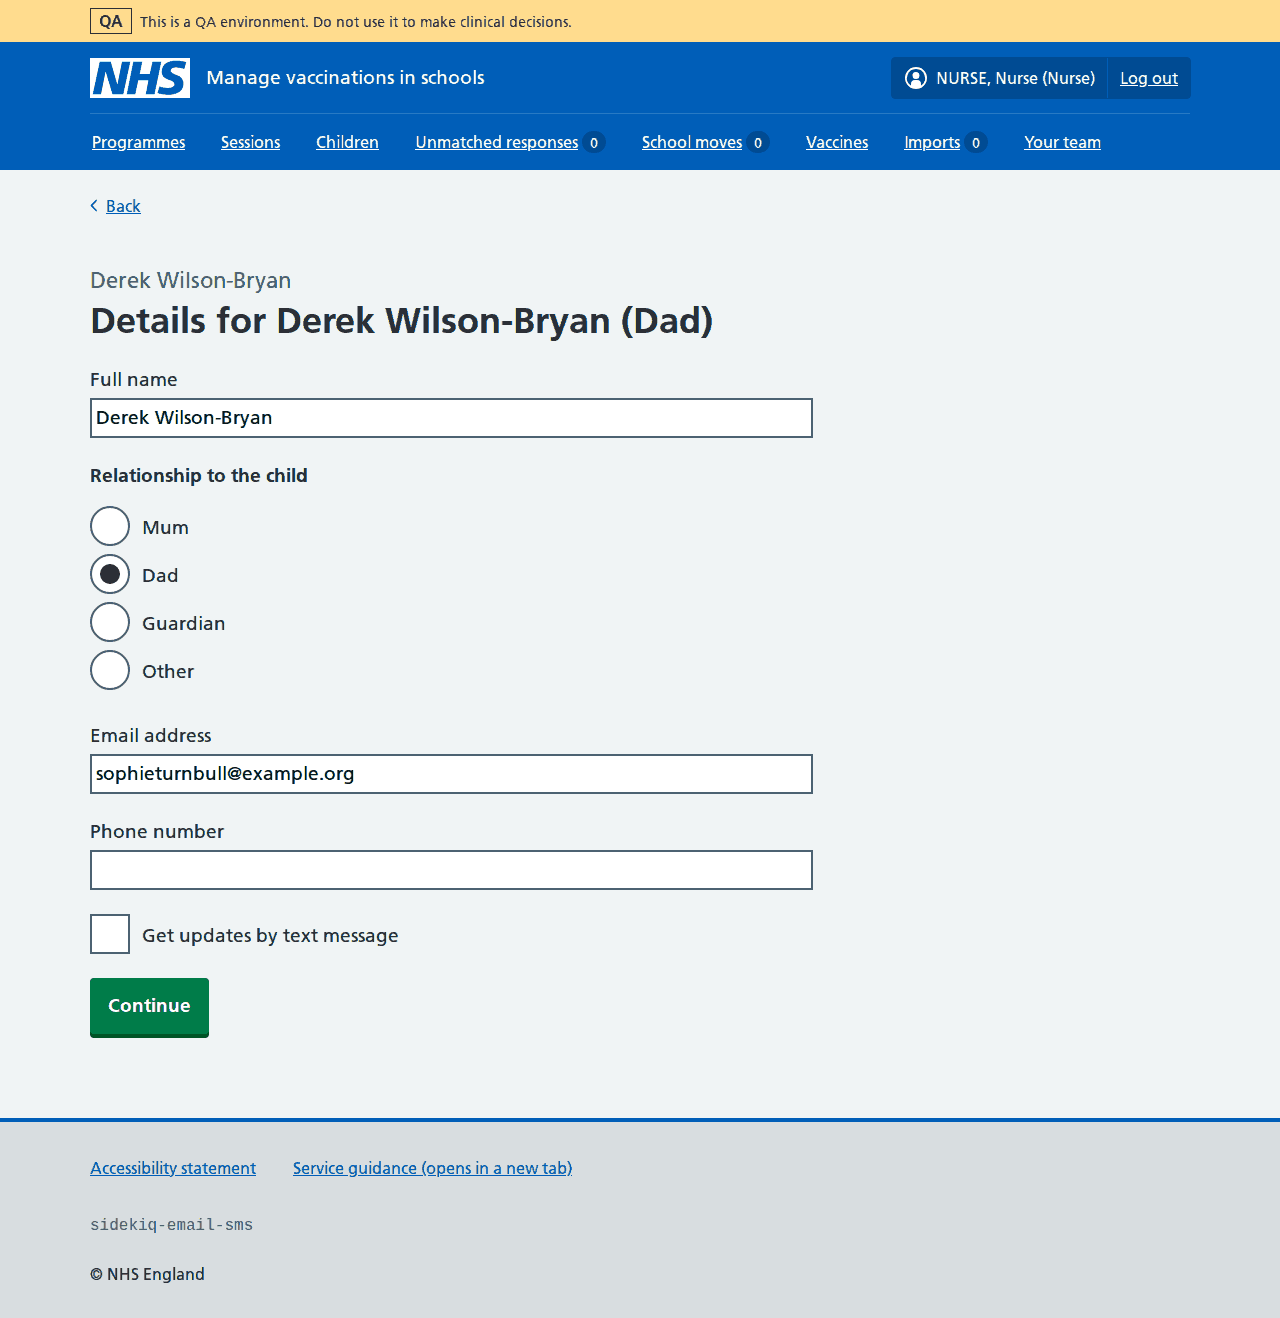 QA This is a QA environment. Do not use it to make clinical decisions.
NHS Manage vaccinations in schools NURSE, Nurse (Nurse) Log out
Programmes Sessions Children Unmatched responses 0 School moves 0 Vaccines Imports 0 Your team
Back
Derek Wilson-Bryan
Details for Derek Wilson-Bryan (Dad)
Full name
Derek Wilson-Bryan
Relationship to the child
Mum
Dad
Guardian
Other
Email address
sophieturnbull@example.org
Phone number
Get updates by text message
Continue
Accessibility statement Service guidance (opens in a new tab)
sidekiq-email-sms
© NHS England